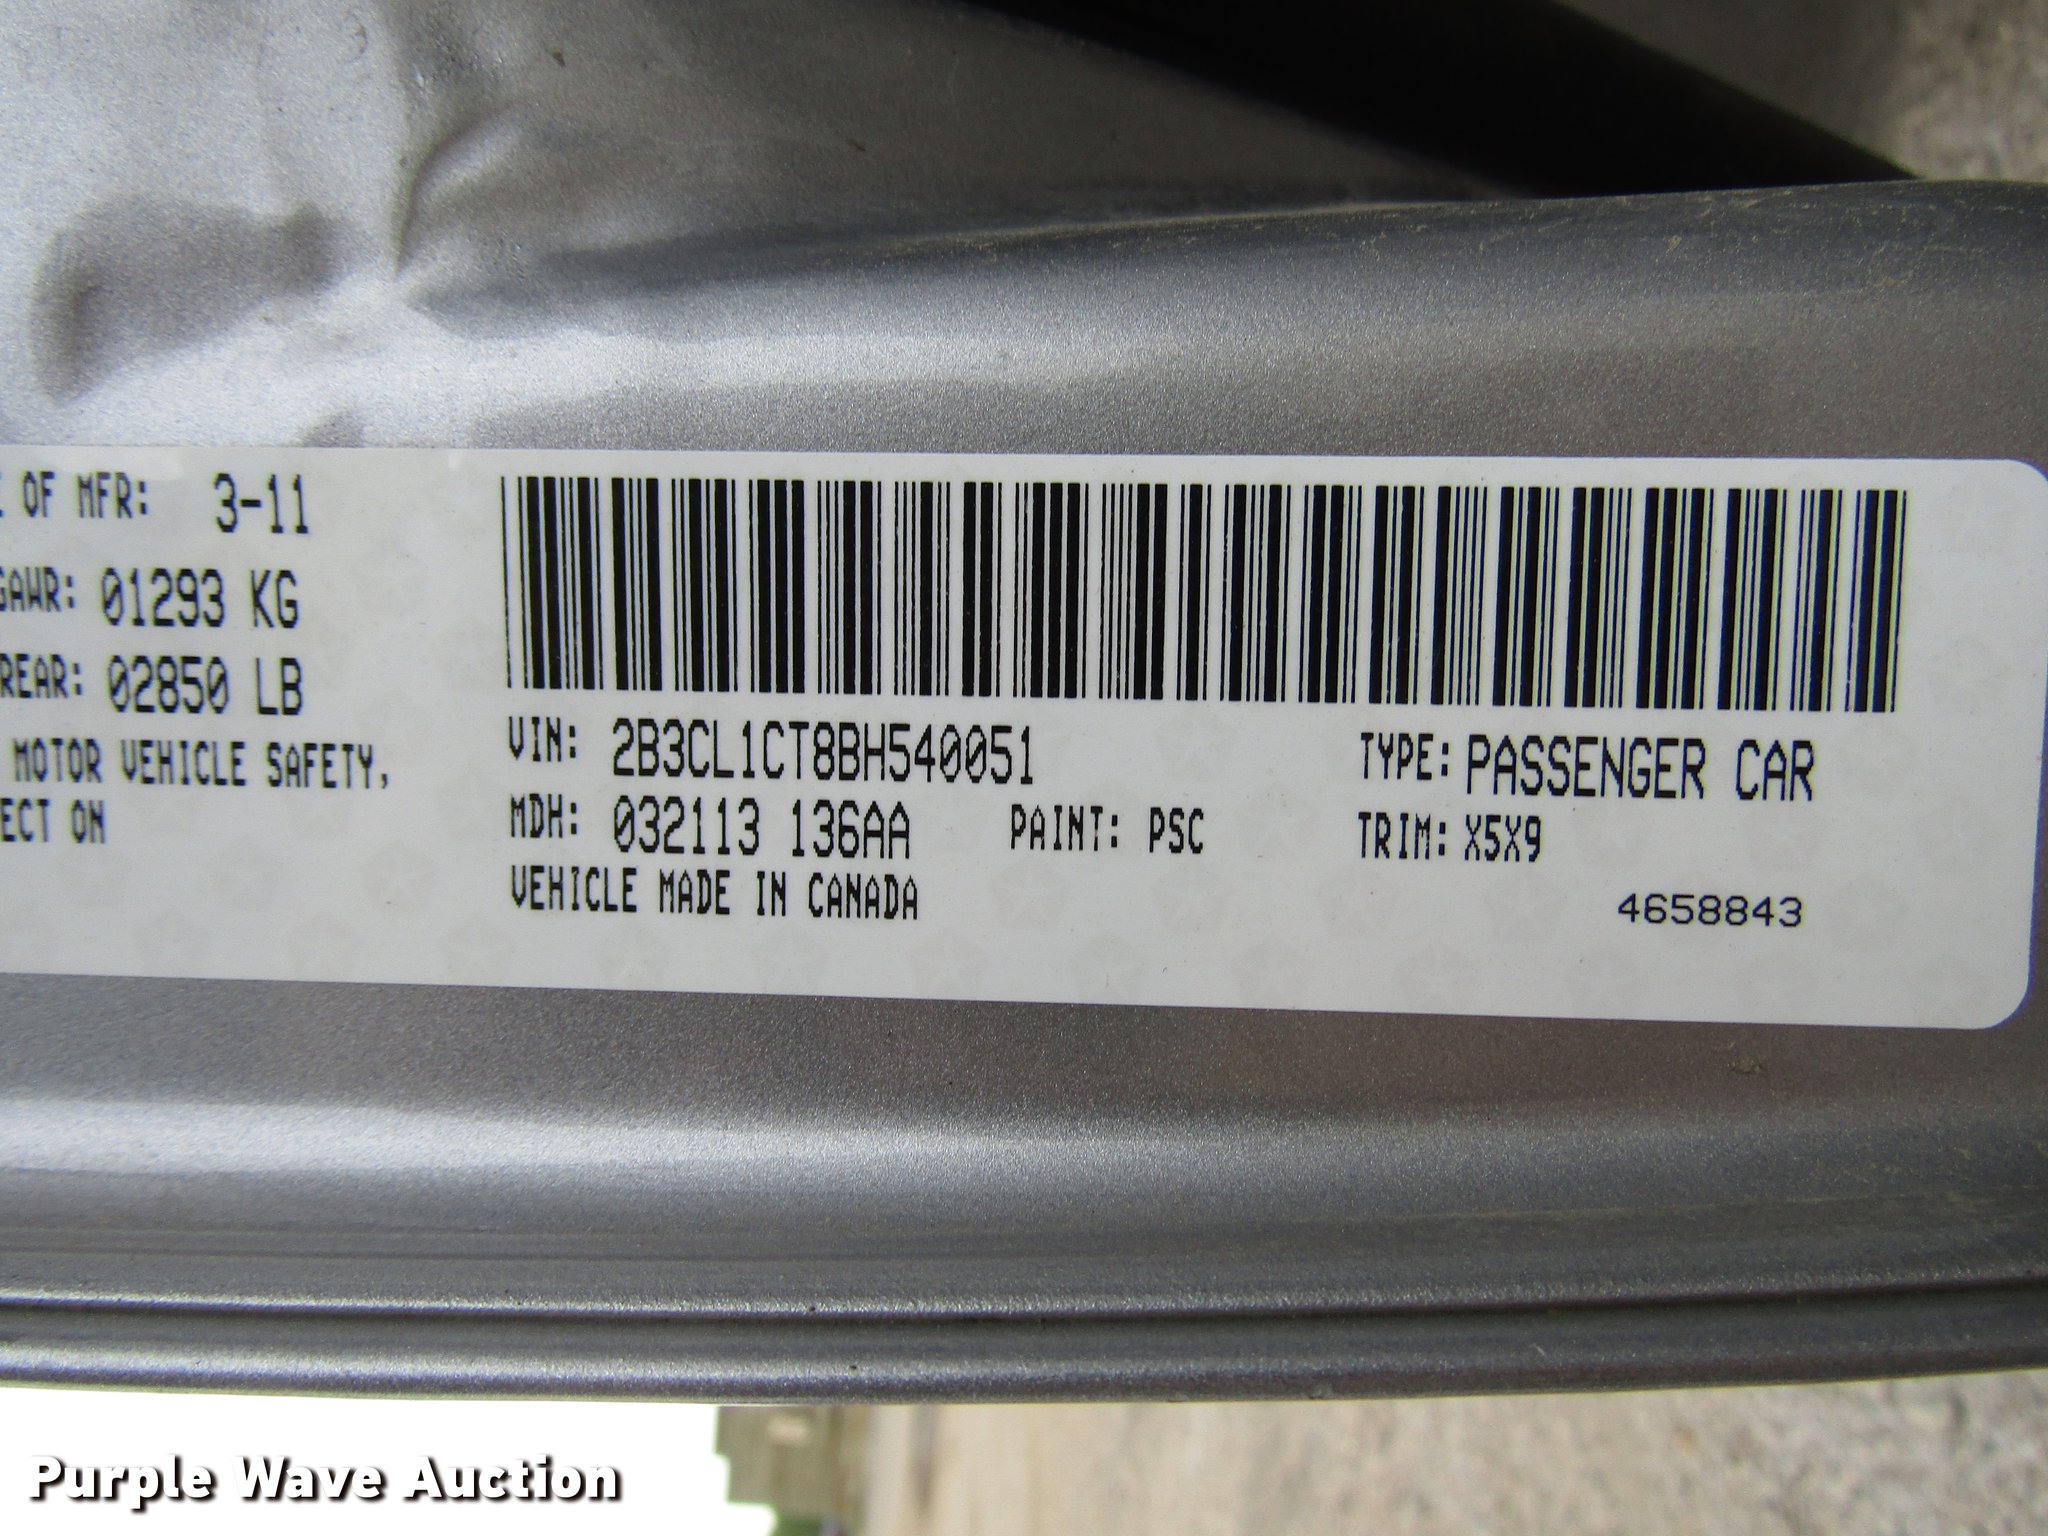 OF MFR: 3-11
GAWR: 01293 KG
REAR: 02850 LB
MOTOR VEHICLE SAFETY,
ECT ON
VIN: 2B3CL1CT8BH540051 TYPE: PASSENGER CAR
MDH: 032113 136AA PAINT: PSC TRIM: X5X9
VEHICLE MADE IN CANADA
4658843
Purple Wave Auction